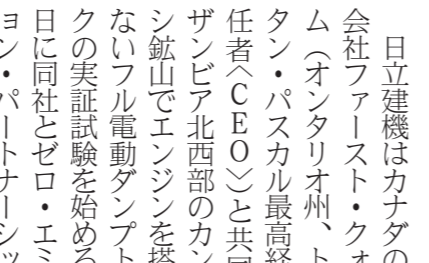 日立建機はカナダの
会社ファースト・クォ
ム（オンタリオ州、ト
タン・パスカル最高経
任者〈CEO〉と共同
ザンビア北西部のカン
シ鉱山でエンジンを搭
ないフル電動ダンプト
クの実証試験を始める
日に同社とゼロ・エミ
ョン・パートナーシッ